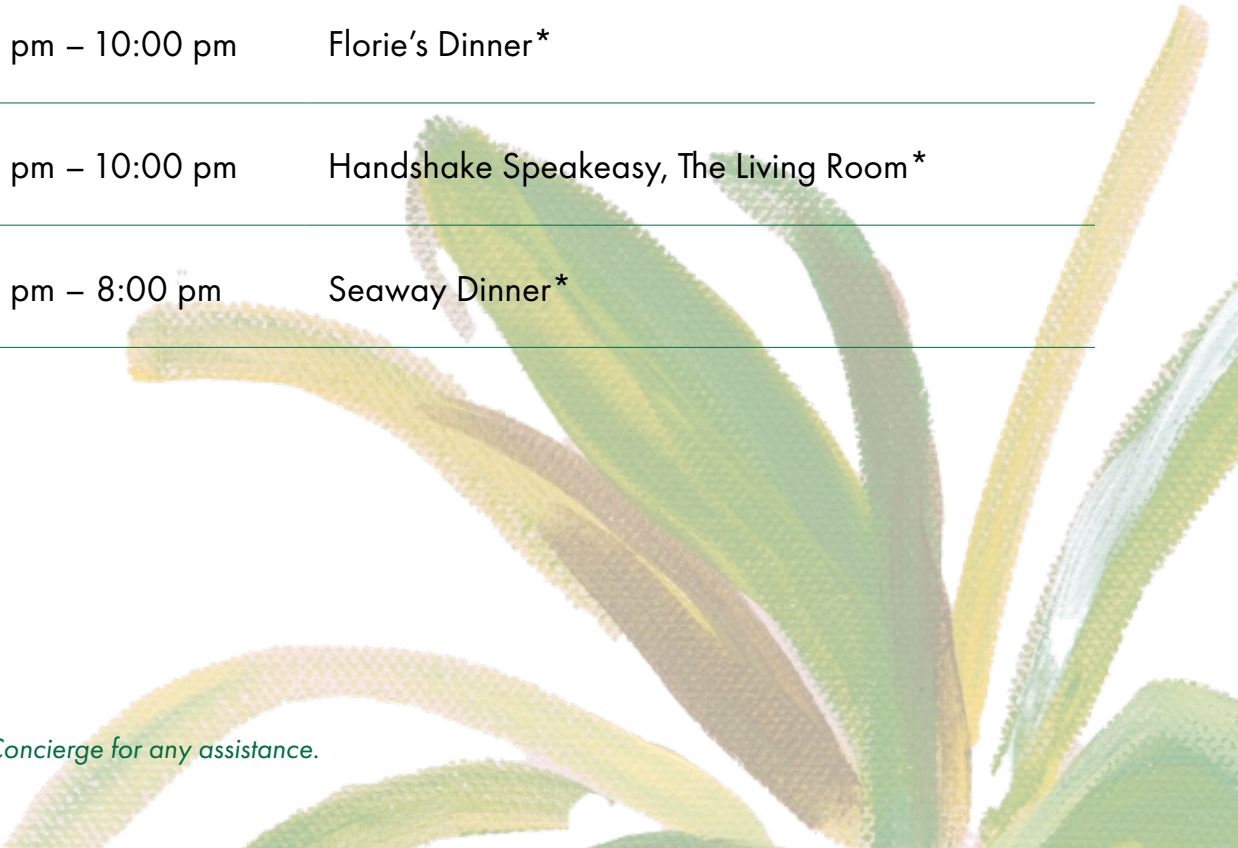 pm – 10:00 pm Florie’s Dinner*
pm – 10:00 pm Handshake Speakeasy, The Living Room*
pm – 8:00 pm Seaway Dinner*
Concierge for any assistance.